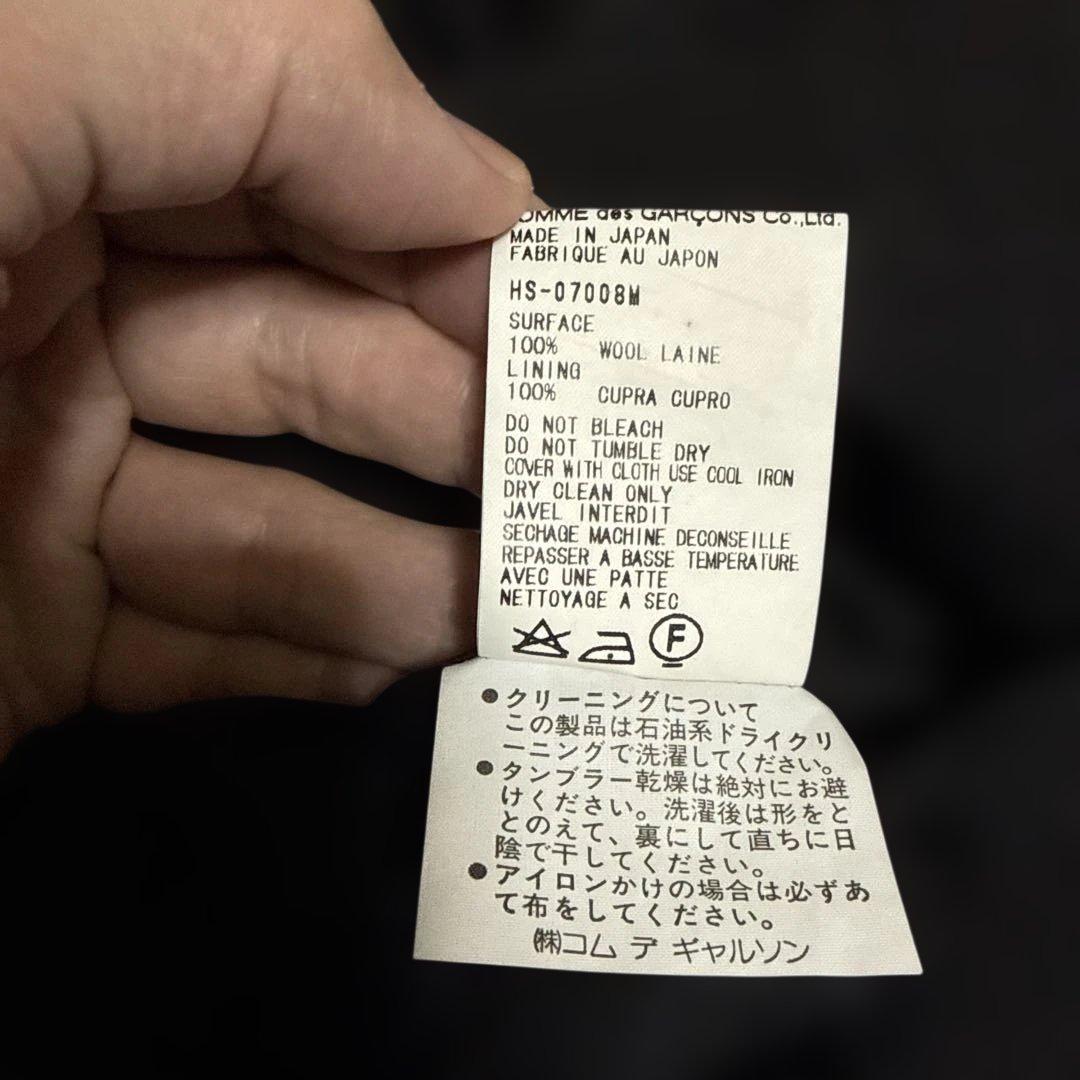 COMME des GARÇONS Co.,Ltd.
MADE IN JAPAN
FABRIQUE AU JAPON
HS-07008M
SURFACE
100% WOOL LAINE
LINING
100% CUPRA CUPRO
DO NOT BLEACH
DO NOT TUMBLE DRY
COVER WITH CLOTH USE COOL IRON
DRY CLEAN ONLY
JAVEL INTERDIT
SECHAGE MACHINE DECONSEILLE
REPASSER A BASSE TEMPERATURE
AVEC UNE PATTE
NETTOYAGE A SEC
F
●クリーニングについて
この製品は石油系ドライクリ
ーニングで洗濯してください。
●タンブラー乾燥は絶対にお避
けください。洗濯後は形をと
とのえて、裏にして直ちに日
陰で干してください。
●アイロンかけの場合は必ずあ
て布をしてください。
㈱コム デ ギャルソン